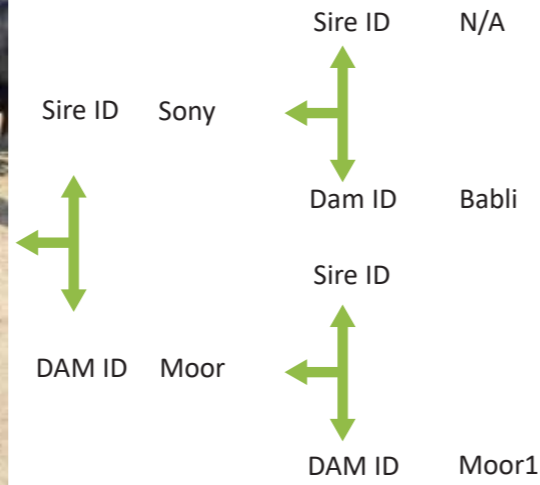 Sire ID N/A
Sire ID Sony
Dam ID Babli
Sire ID
DAM ID Moor
DAM ID Moor1